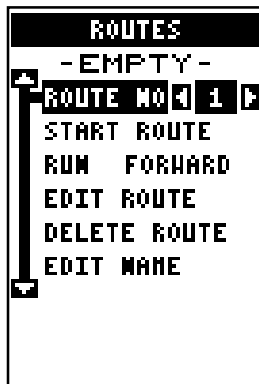 ROUTES
-EMPTY-
ROUTE NO 1
START ROUTE
RUN FORWARD
EDIT ROUTE
DELETE ROUTE
EDIT NAME